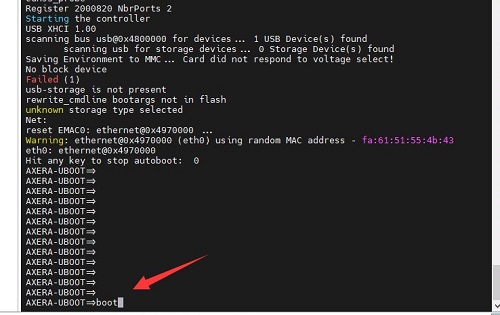 Register 2000820 NbrPorts 2
Starting the controller
USB XHCI 1.00
scanning bus usb@0x4800000 for devices... 1 USB Device(s) found
scanning usb for storage devices... 0 Storage Device(s) found
Saving Environment to MMC... Card did not respond to voltage select!
No block device
Failed (1)
usb-storage is not present
rewrite_cmdline bootargs not in flash
unknown storage type selected
Net:
reset EMAC0: ethernet@0x4970000 ...
Warning: ethernet@0x4970000 (eth0) using random MAC address - fa:61:51:55:4b:43
eth0: ethernet@0x4970000
Hit any key to stop autoboot: 0
AXERA-UBOOT=>
AXERA-UBOOT=>
AXERA-UBOOT=>
AXERA-UBOOT=>
AXERA-UBOOT=>
AXERA-UBOOT=>
AXERA-UBOOT=>
AXERA-UBOOT=>
AXERA-UBOOT=>
AXERA-UBOOT=>
AXERA-UBOOT=>
AXERA-UBOOT=>
AXERA-UBOOT=>
AXERA-UBOOT=>boot